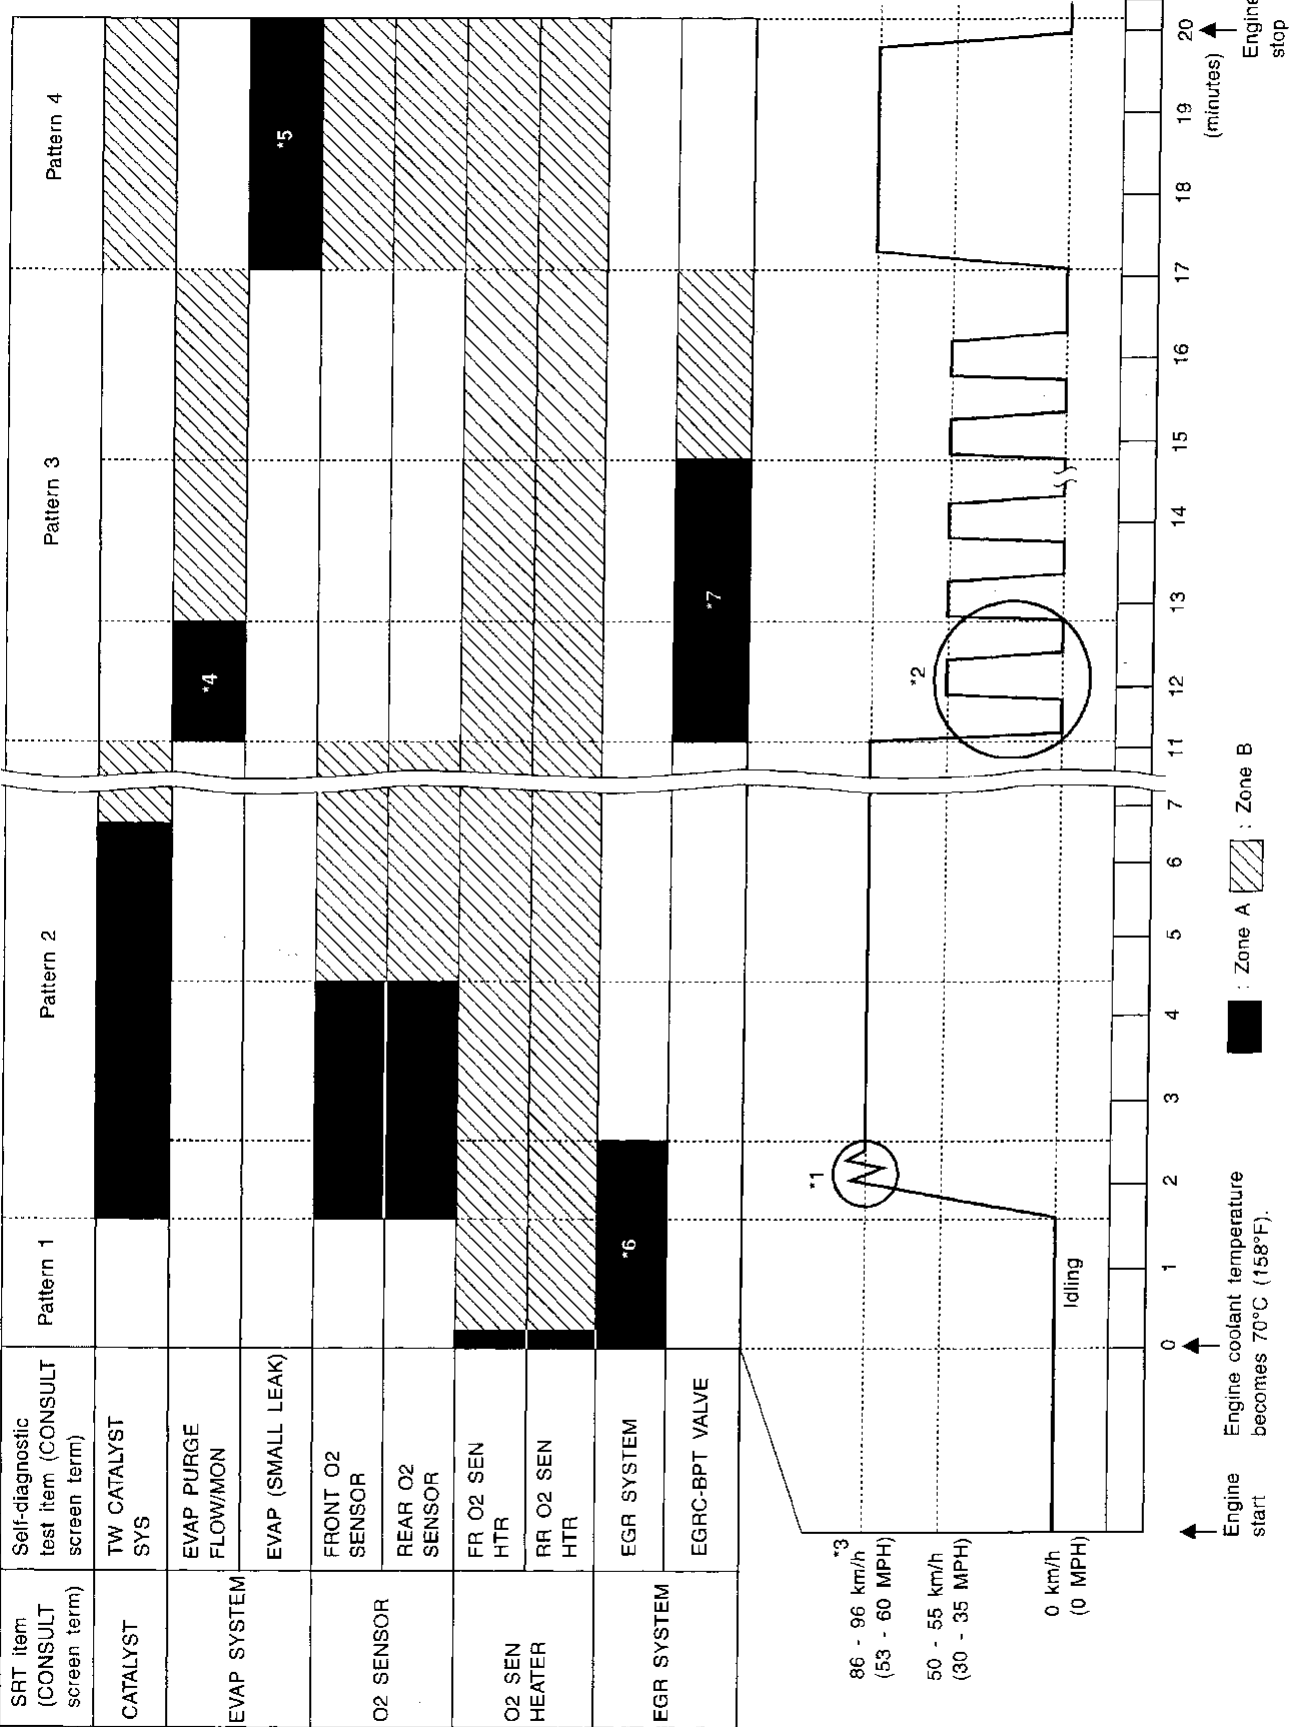 SRT item
(CONSULT
screen term)
Self-diagnostic
test item (CONSULT
screen term)
Pattern 1
Pattern 2
Pattern 3
Pattern 4
CATALYST
TW CATALYST
SYS
EVAP SYSTEM
EVAP PURGE
FLOW/MON
*4
EVAP (SMALL LEAK)
*5
O2 SENSOR
FRONT O2
SENSOR
REAR O2
SENSOR
O2 SEN
HEATER
FR O2 SEN
HTR
RR O2 SEN
HTR
EGR SYSTEM
EGR SYSTEM
*6
EGRC-BPT VALVE
*7
*3
86 - 96 km/h
(53 - 60 MPH)
50 - 55 km/h
(30 - 35 MPH)
0 km/h
(0 MPH)
*1
*2
Idling
0 1 2 3 4 5 6 7 11 12 13 14 15 16 17 18 19 20
(minutes)
Engine
start
Engine coolant temperature
becomes 70°C (158°F).
: Zone A
: Zone B
Engine
stop